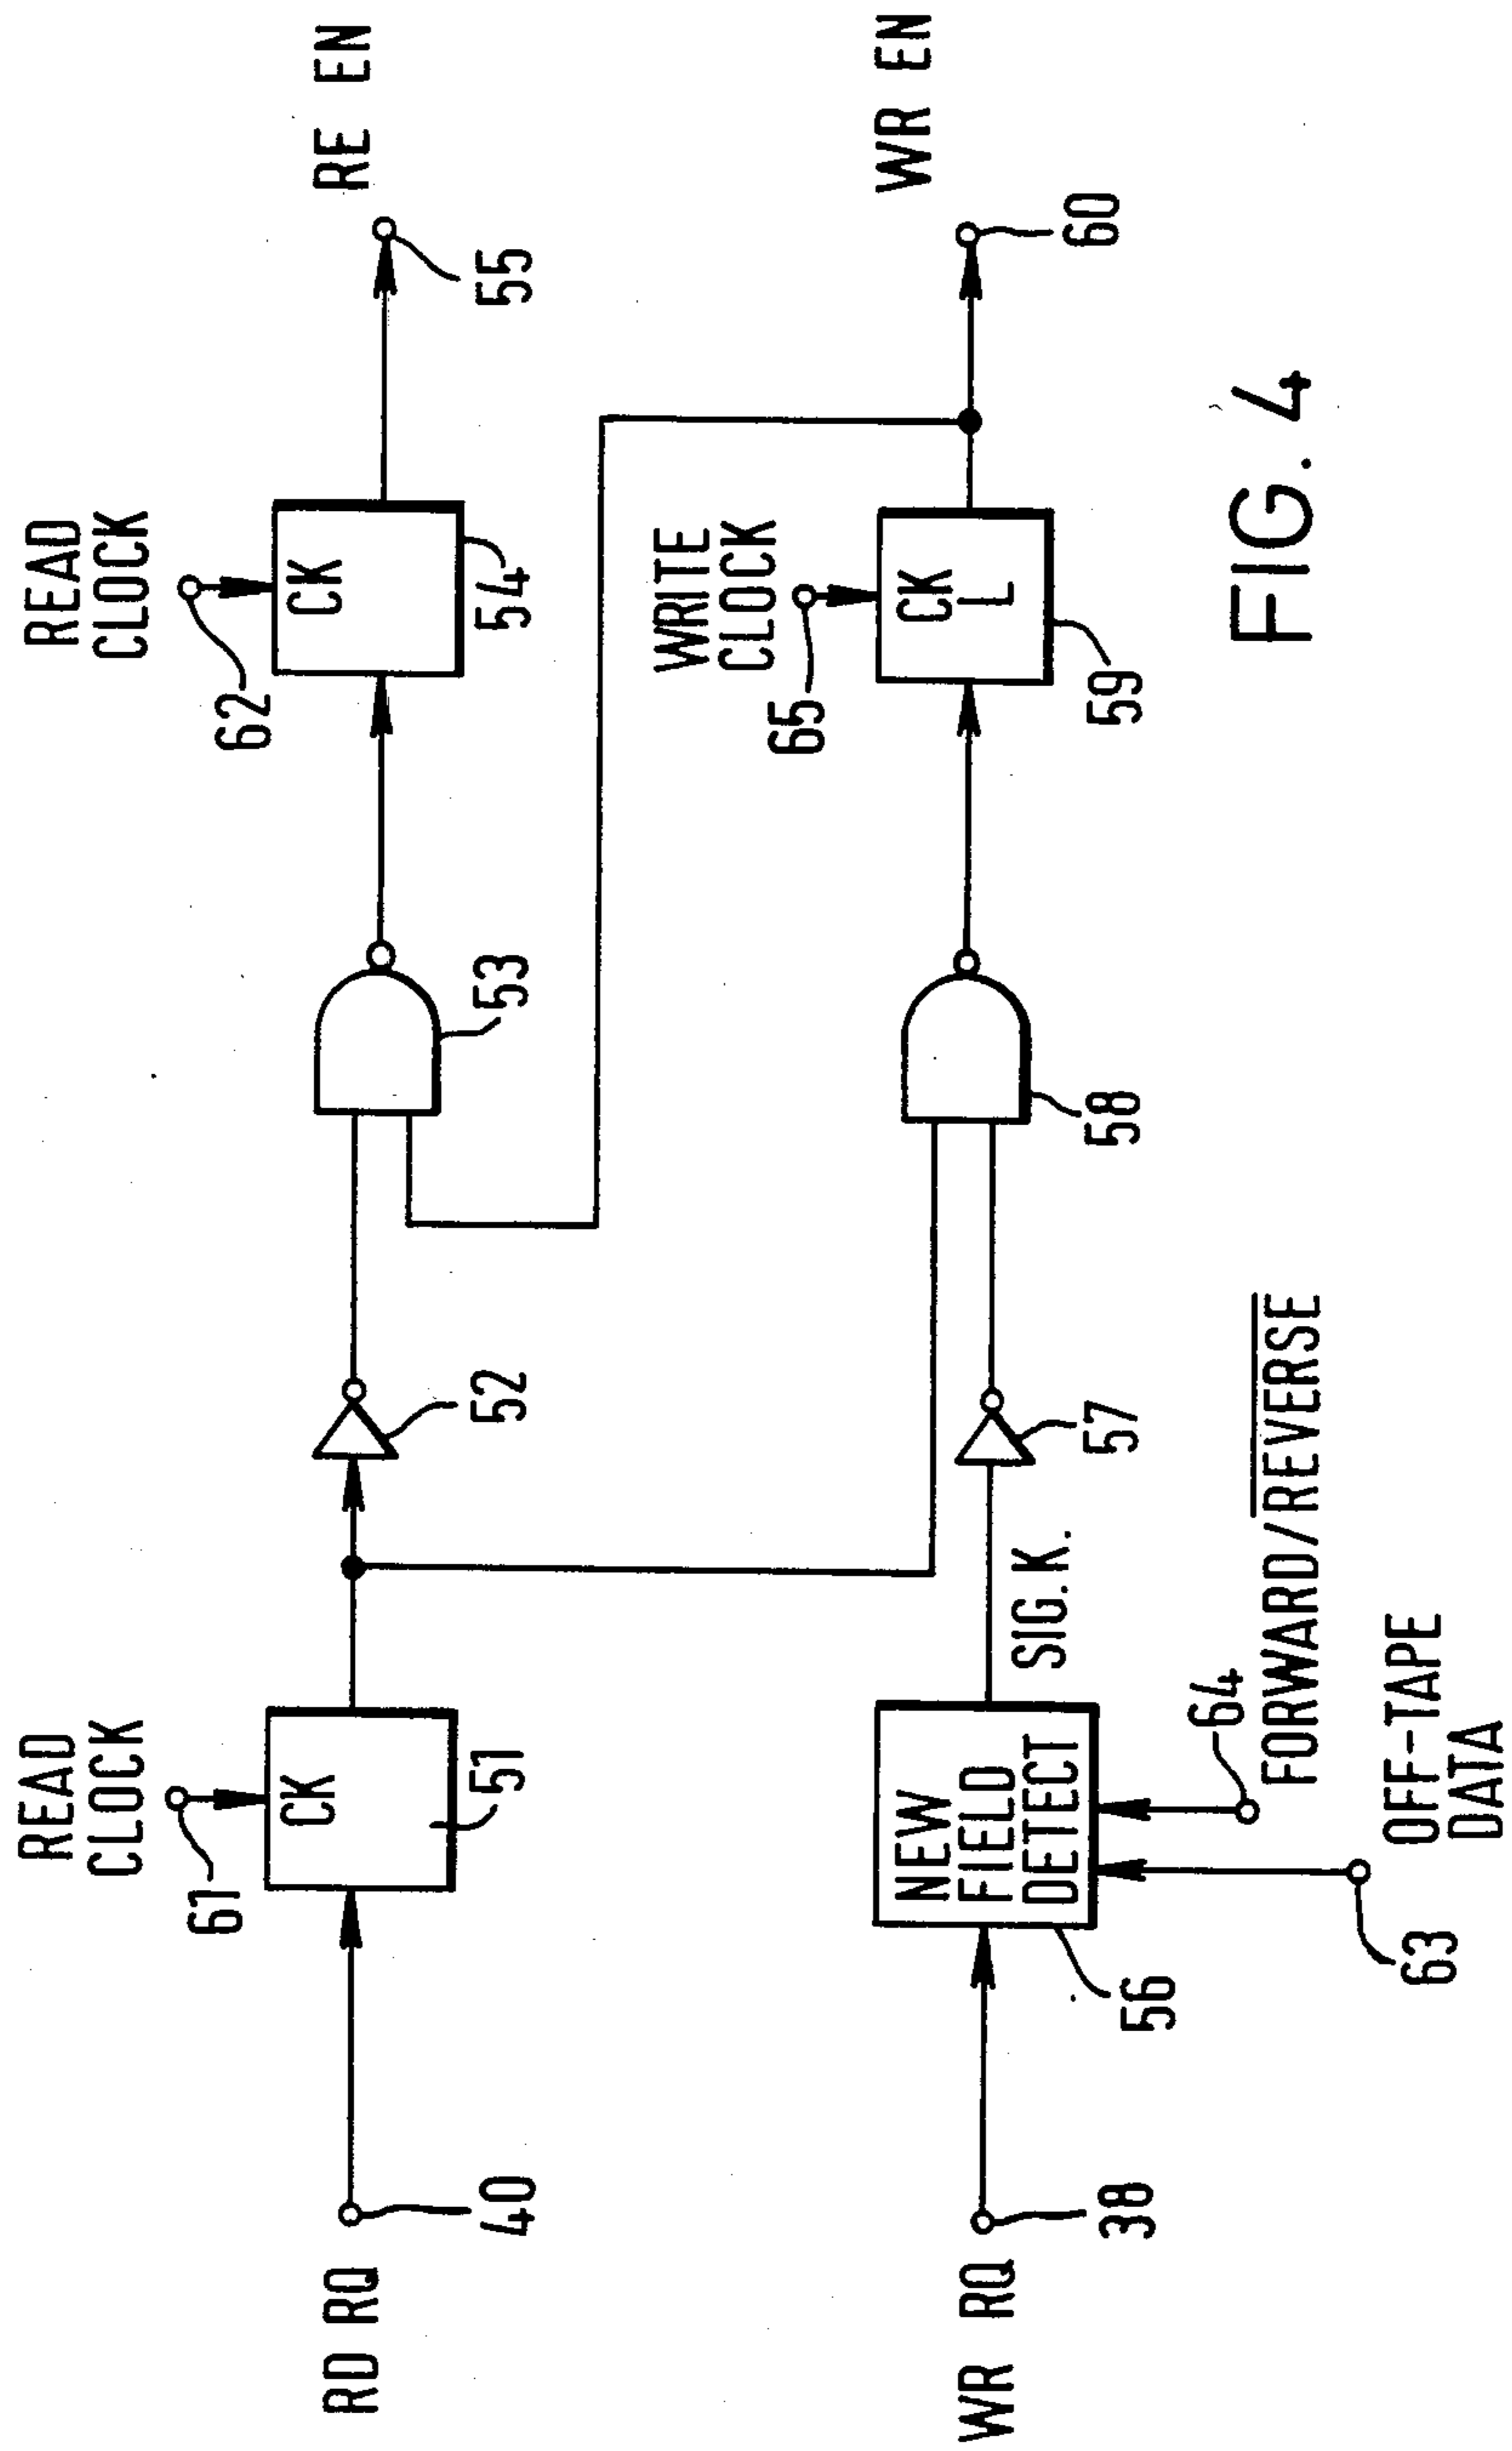 READ
CLOCK
61
RD RQ
40
CK
51
52
53
READ
CLOCK
62
CK
54
RE EN
55
WR RQ
38
NEW
FIELD
DETECT
56
SIG. K.
57
58
WRITE
CLOCK
65
CK
L
59
WR EN
60
64
FORWARD/REVERSE
63
OFF-TAPE
DATA
FIG. 4